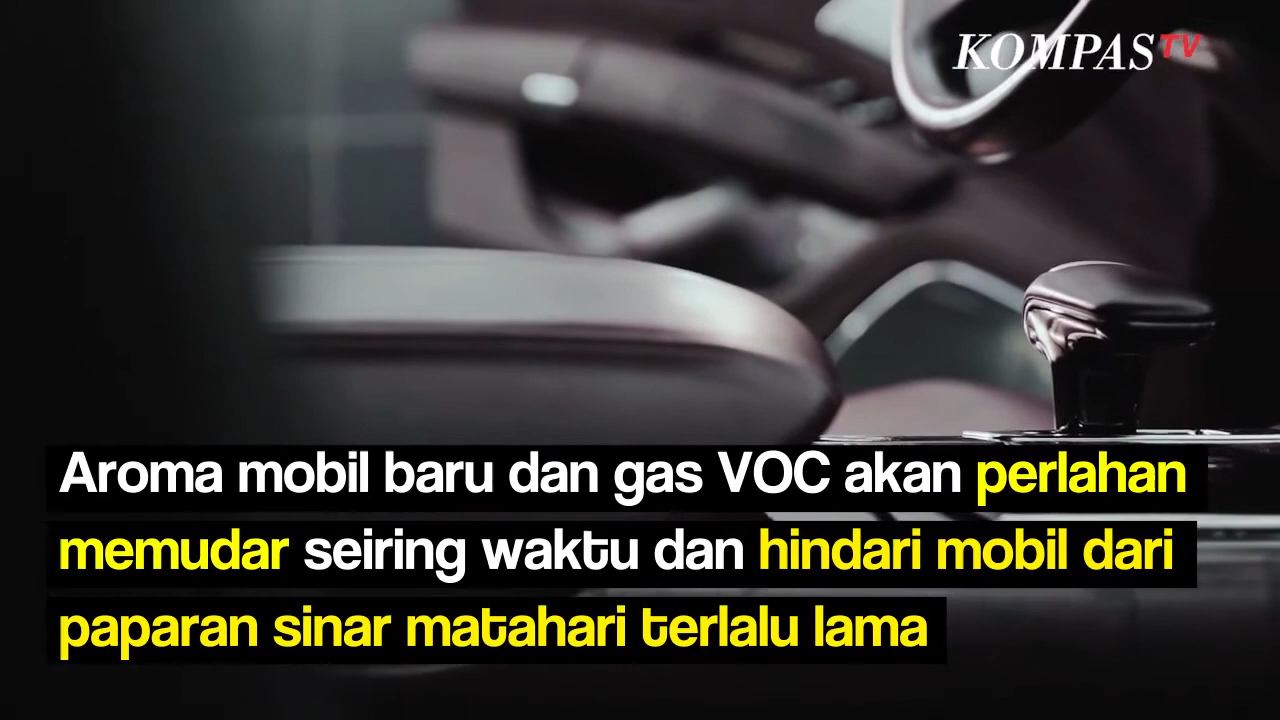 KOMPASTV
Aroma mobil baru dan gas VOC akan perlahan
memudar seiring waktu dan hindari mobil dari
paparan sinar matahari terlalu lama